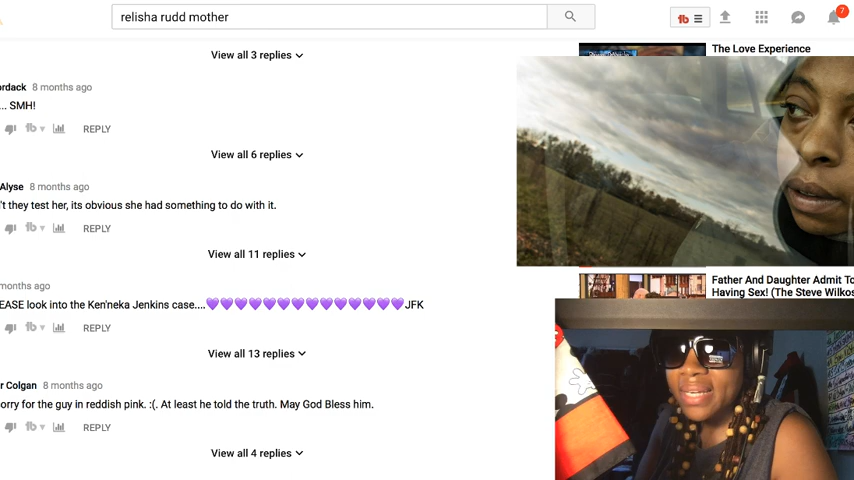 relisha rudd mother
7
The Love Experience
View all 3 replies
rdack 8 months ago
... SMH!
REPLY
View all 6 replies
Alyse 8 months ago
't they test her, its obvious she had something to do with it.
REPLY
View all 11 replies
months ago
EASE look into the Ken'neka Jenkins case....💜💜💜💜💜💜💜💜💜💜💜💜💜💜JFK
REPLY
Father And Daughter Admit To
Having Sex! (The Steve Wilkos
View all 13 replies
r Colgan 8 months ago
orry for the guy in reddish pink. :(. At least he told the truth. May God Bless him.
REPLY
View all 4 replies